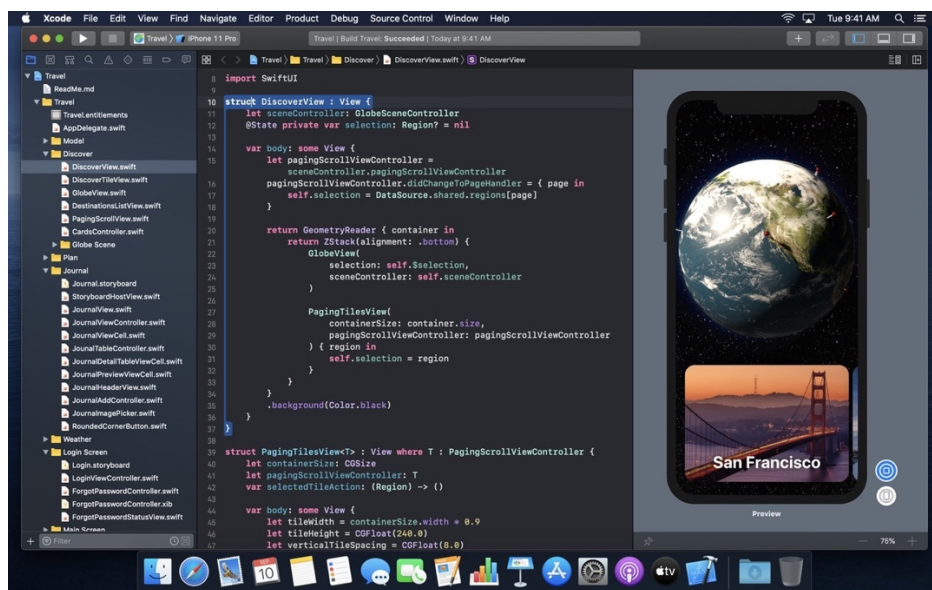 Xcode File Edit View Find Navigate Editor Product Debug Source Control Window Help Tue 9:41 AM
Travel iPhone 11 Pro Travel | Build Travel: Succeeded | Today at 9:41 AM
Travel Travel Discover DiscoverView.swift S DiscoverView
Travel
ReadMe.md
Travel
Travel.entitlements
AppDelegate.swift
Model
Discover
DiscoverView.swift
DiscoverTileView.swift
GlobeView.swift
DestinationsListView.swift
PagingScrollView.swift
CardsController.swift
Globe Scene
Plan
Journal
Journal.storyboard
StoryboardHostView.swift
JournalView.swift
JournalViewController.swift
JournalViewCell.swift
JounalTableController.swift
JournalDetailTableViewCell.swift
JournalPreviewViewCell.swift
JournalHeaderView.swift
JournalAddController.swift
JournalImagePicker.swift
RoundedCornerButton.swift
Weather
Login Screen
Login.storyboard
LoginViewController.swift
ForgotPasswordController.swift
ForgotPasswordController.xib
ForgotPasswordStatusView.swift
Main Screen
Filter
8 import SwiftUI
9
10 struct DiscoverView : View {
11 let sceneController: GlobeSceneController
12 @State private var selection: Region? = nil
13
14 var body: some View {
15 let pagingScrollViewController =
sceneController.pagingScrollViewController
16 pagingScrollViewController.didChangeToPageHandler = { page in
17 self.selection = DataSource.shared.regions[page]
18 }
19
20 return GeometryReader { container in
21 return ZStack(alignment: .bottom) {
22 GlobeView(
23 selection: self.$selection,
24 sceneController: self.sceneController
25 )
26
27 PagingTilesView(
28 containerSize: container.size,
29 pagingScrollViewController: pagingScrollViewController
30 ) { region in
31 self.selection = region
32 }
33 }
34 }
35 .background(Color.black)
36 }
37 }
38
39 struct PagingTilesView<T> : View where T : PagingScrollViewController {
40 let containerSize: CGSize
41 let pagingScrollViewController: T
42 var selectedTileAction: (Region) -> ()
43
44 var body: some View {
45 let tileWidth = containerSize.width * 0.9
46 let tileHeight = CGFloat(240.0)
47 let verticalTileSpacing = CGFloat(8.0)
San Francisco
Preview
75%
SEP
10
tv